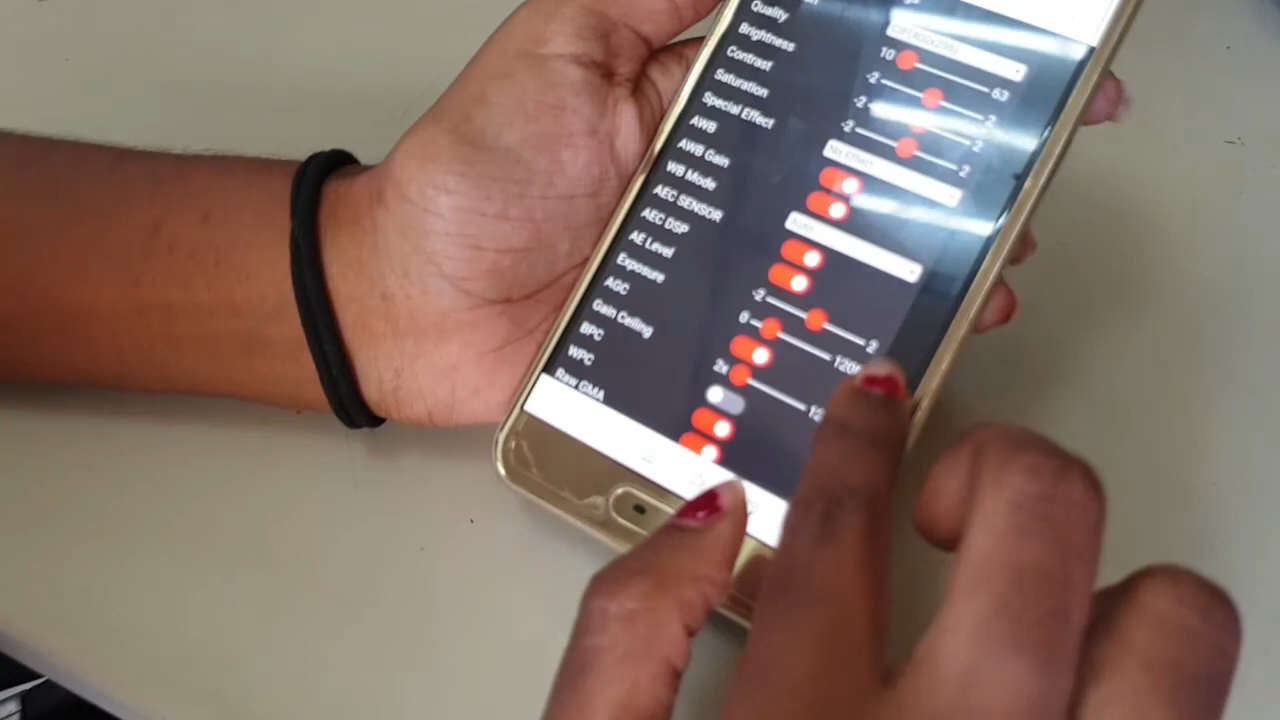 Quality 10 63
Brightness -2 2
Contrast -2 2
Saturation -2 2
Special Effect No Effect
AWB
AWB Gain
WB Mode Auto
AEC SENSOR
AEC DSP
AE Level -2 2
Exposure 0 120
AGC
Gain Ceiling 2x
BPC
WPC
Raw GMA